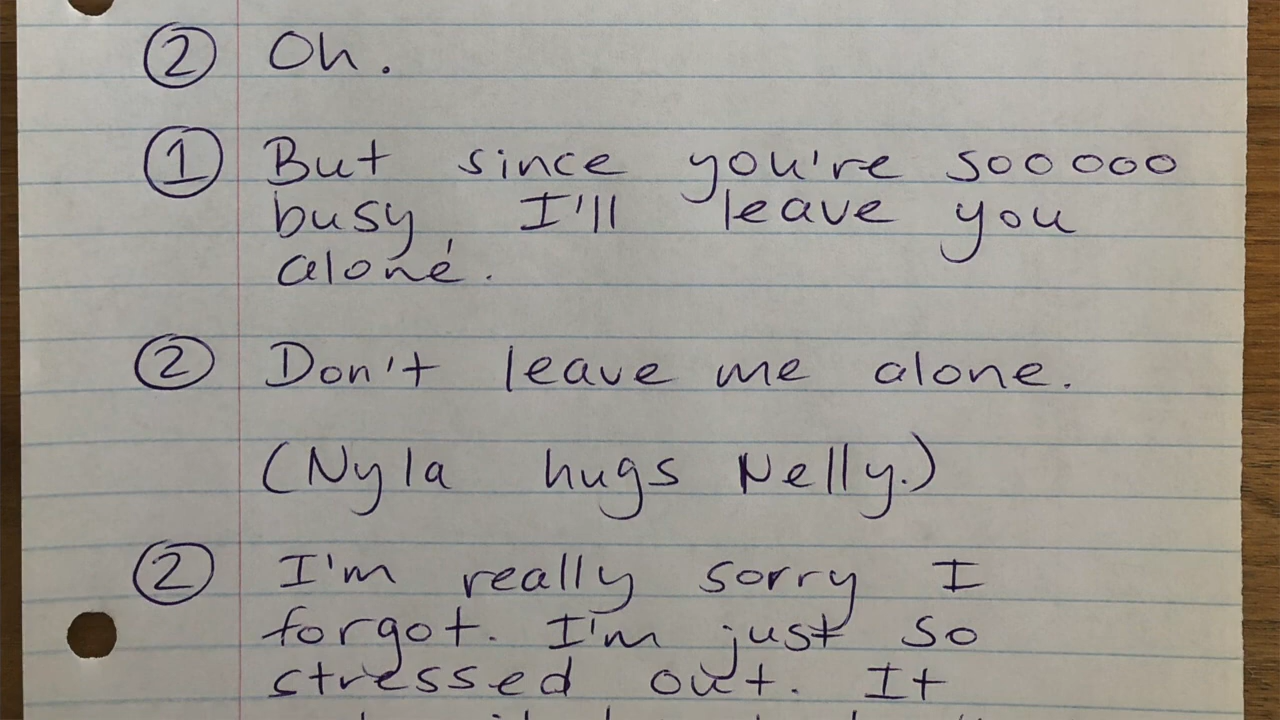 ② Oh.
① But since you're sooooo
busy, I'll leave you
alone.
② Don't leave me alone.
(Nyla hugs Nelly.)
② I'm really sorry I
forgot. I'm just so
stressed out. It